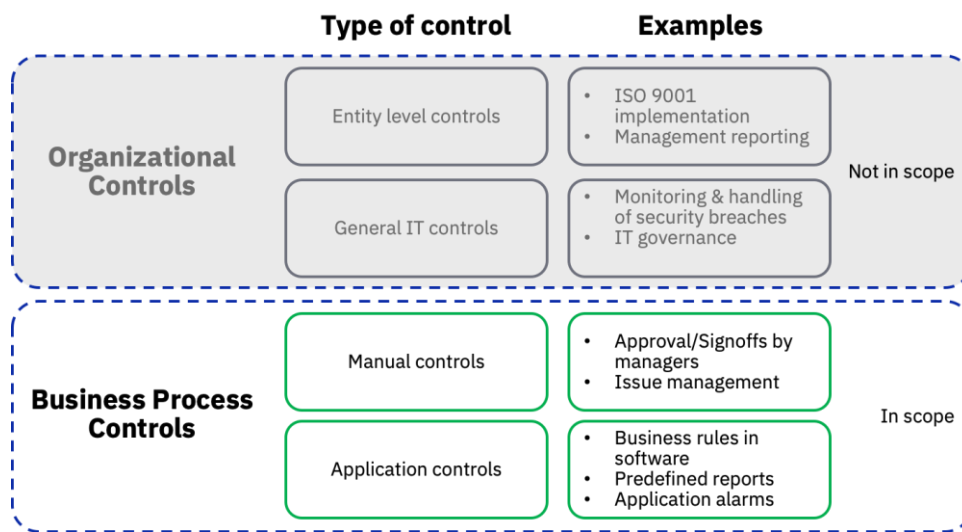 Type of control
Examples
Organizational
Controls
Entity level controls
• ISO 9001
implementation
• Management reporting
General IT controls
• Monitoring & handling
of security breaches
• IT governance
Not in scope
Business Process
Controls
Manual controls
• Approval/Signoffs by
managers
• Issue management
Application controls
• Business rules in
software
• Predefined reports
• Application alarms
In scope